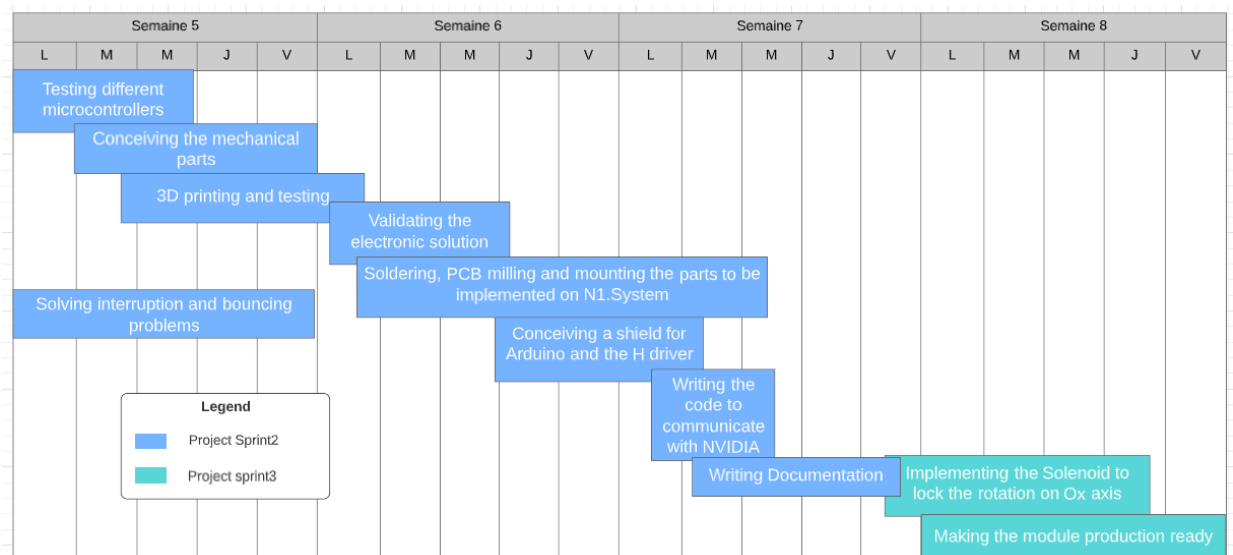 Semaine 5 Semaine 6 Semaine 7 Semaine 8
L M M J V L M M J V L M M J V L M M J V
Testing different
microcontrollers
Conceiving the mechanical
parts
3D printing and testing
Validating the
electronic solution
Soldering, PCB milling and mounting the parts to be
implemented on N1.System
Solving interruption and bouncing
problems
Conceiving a shield for
Arduino and the H driver
Writing the
code to
communicate
with NVIDIA
Legend
Project Sprint2
Project sprint3
Writing Documentation
Implementing the Solenoid to
lock the rotation on Ox axis
Making the module production ready